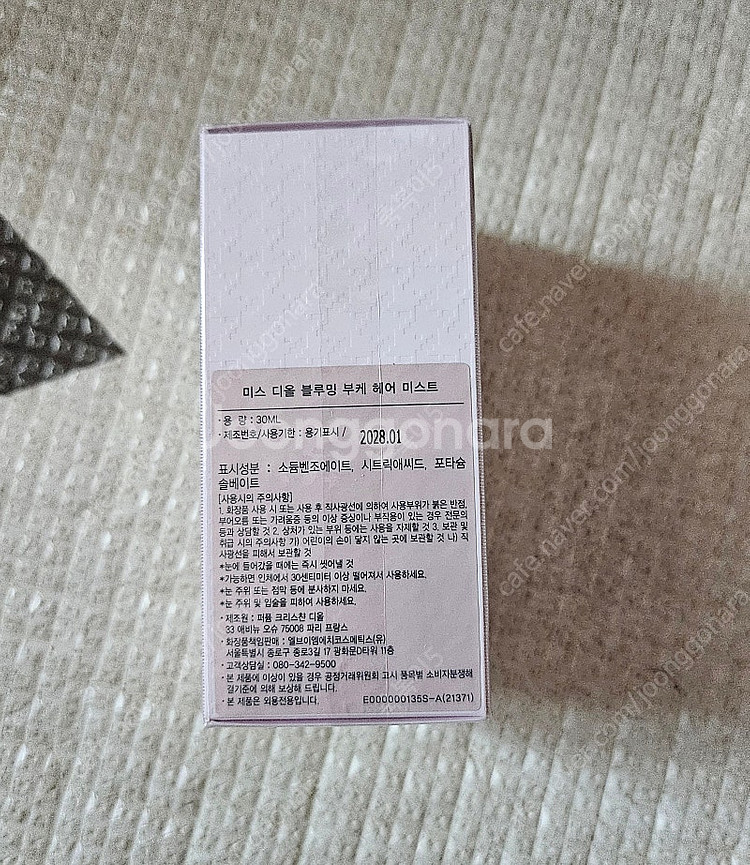 미스 디올 블루밍 부케 헤어 미스트
· 용 량 : 30ML
· 제조번호/사용기한 : 용기표시 / 2028.01
표시성분 : 소듐벤조에이트, 시트릭애씨드, 포타슘
솔베이트
[사용시의 주의사항]
1. 화장품 사용 시 또는 사용 후 직사광선에 의하여 사용부위가 붉은 반점,
부어오름 또는 가려움증 등의 이상 증상이나 부작용이 있는 경우 전문의
등과 상담할 것 2. 상처가 있는 부위 등에는 사용을 자제할 것 3. 보관 및
취급 시의 주의사항 가) 어린이의 손이 닿지 않는 곳에 보관할 것 나) 직
사광선을 피해서 보관할 것
*눈에 들어갔을 때에는 즉시 씻어낼 것
*가능하면 인체에서 30센티미터 이상 떨어져서 사용하세요.
*눈 주위 또는 점막 등에 분사하지 마세요.
*눈 주위 및 입술을 피하여 사용하세요.
· 제조원 : 퍼퓸 크리스챤 디올
33 애비뉴 오슈 75008 파리 프랑스
· 화장품책임판매 : 엘브이엠에치코스메틱스(유)
서울특별시 종로구 종로3길 17 광화문D타워 11층
· 고객상담실 : 080-342-9500
· 본 제품에 이상이 있을 경우 공정거래위원회 고시 품목별 소비자분쟁해
결기준에 의해 보상해 드립니다.
· 본 제품은 외용전용입니다.
E000000135S-A(21371)
joonggonara
cafe.naver.com/joonggonara